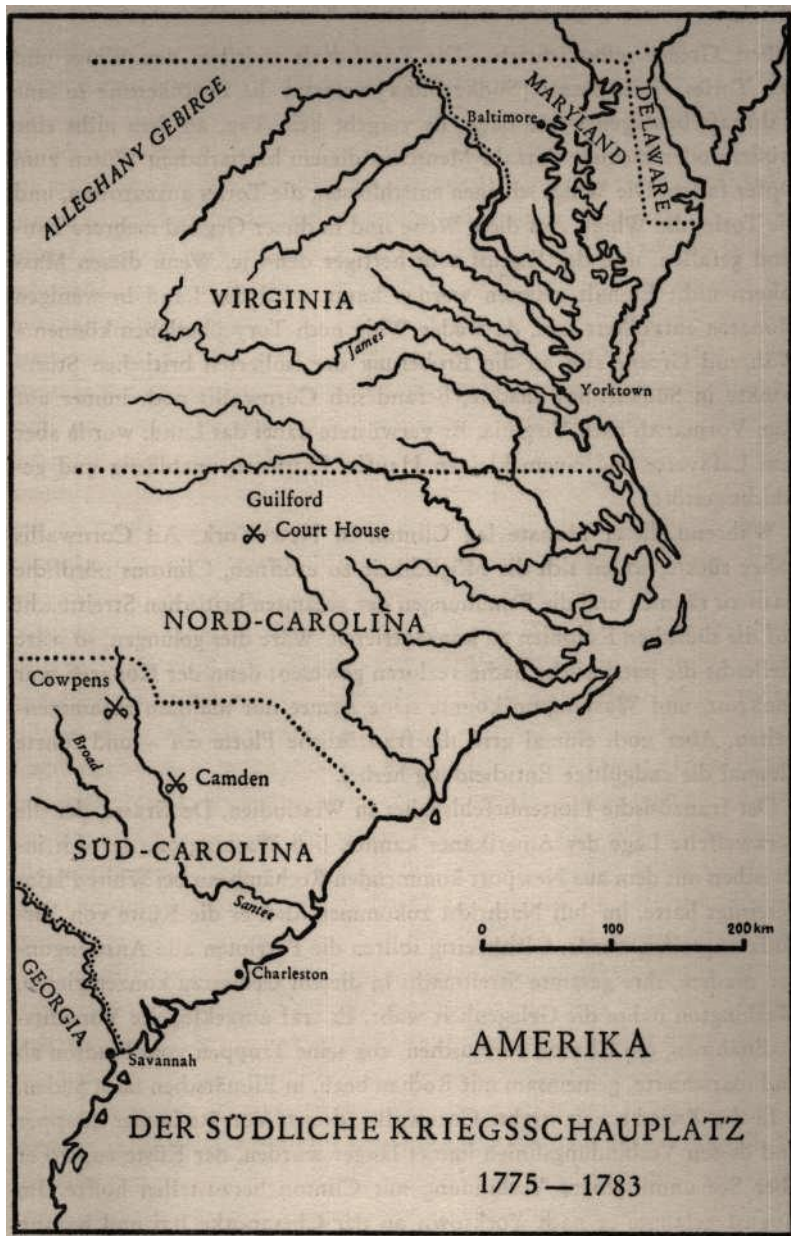 MARYLAND
DELAWARE
Baltimore
ALLEGHANY GEBIRGE
VIRGINIA
James
Yorktown
Guilford
Court House
NORD-CAROLINA
Cowpens
Broad
Camden
SÜD-CAROLINA
Santee
0 100 200 km
Charleston
GEORGIA
Savannah
AMERIKA
DER SÜDLICHE KRIEGSSCHAUPLATZ
1775 – 1783